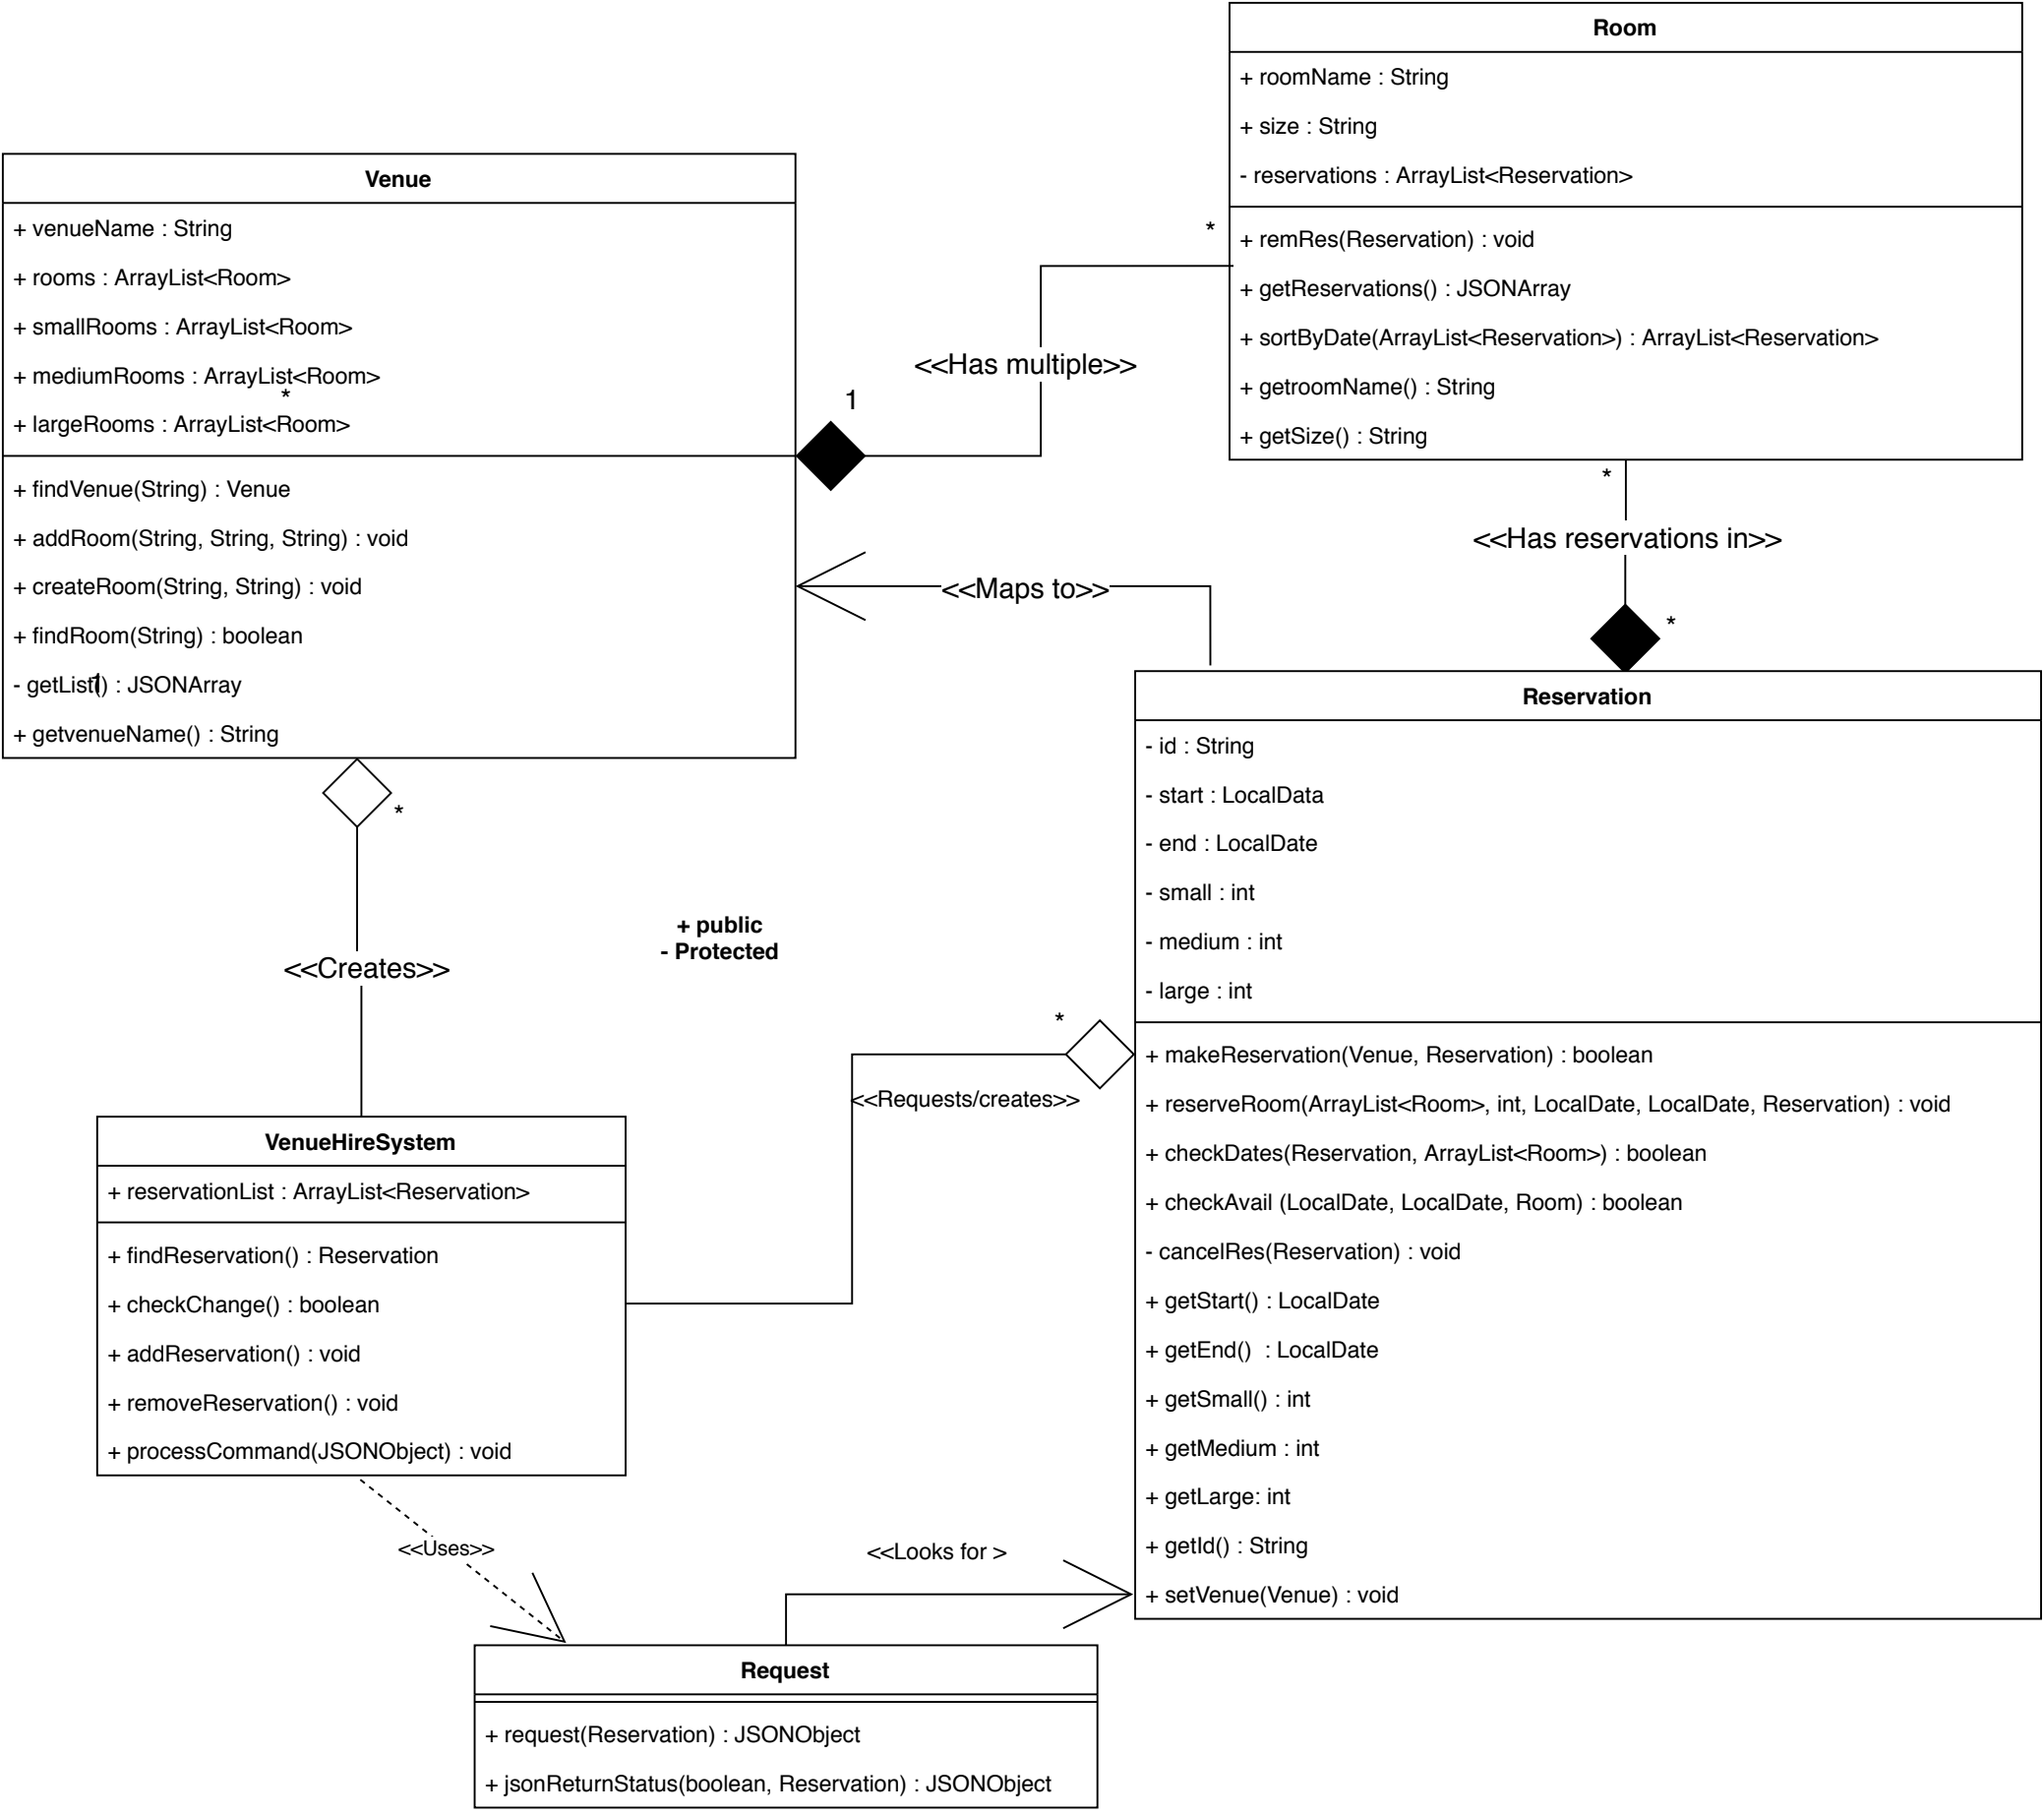 Room
+ roomName : String
+ size : String
- reservations : ArrayList<Reservation>
+ remRes(Reservation) : void
+ getReservations() : JSONArray
+ sortByDate(ArrayList<Reservation>) : ArrayList<Reservation>
+ getroomName() : String
+ getSize() : String
Venue
+ venueName : String
+ rooms : ArrayList<Room>
+ smallRooms : ArrayList<Room>
+ mediumRooms : ArrayList<Room>
*
+ largeRooms : ArrayList<Room>
+ findVenue(String) : Venue
+ addRoom(String, String, String) : void
+ createRoom(String, String) : void
+ findRoom(String) : boolean
- getList() : JSONArray
1
+ getvenueName() : String
*
<<Has multiple>>
1
*
<<Has reservations in>>
*
<<Maps to>>
Reservation
- id : String
- start : LocalData
- end : LocalDate
- small : int
- medium : int
- large : int
+ makeReservation(Venue, Reservation) : boolean
+ reserveRoom(ArrayList<Room>, int, LocalDate, LocalDate, Reservation) : void
+ checkDates(Reservation, ArrayList<Room>) : boolean
+ checkAvail (LocalDate, LocalDate, Room) : boolean
- cancelRes(Reservation) : void
+ getStart() : LocalDate
+ getEnd()  : LocalDate
+ getSmall() : int
+ getMedium : int
+ getLarge: int
+ getId() : String
+ setVenue(Venue) : void
*
<<Creates>>
+ public
- Protected
*
<<Requests/creates>>
VenueHireSystem
+ reservationList : ArrayList<Reservation>
+ findReservation() : Reservation
+ checkChange() : boolean
+ addReservation() : void
+ removeReservation() : void
+ processCommand(JSONObject) : void
<<Uses>>
<<Looks for >
Request
+ request(Reservation) : JSONObject
+ jsonReturnStatus(boolean, Reservation) : JSONObject